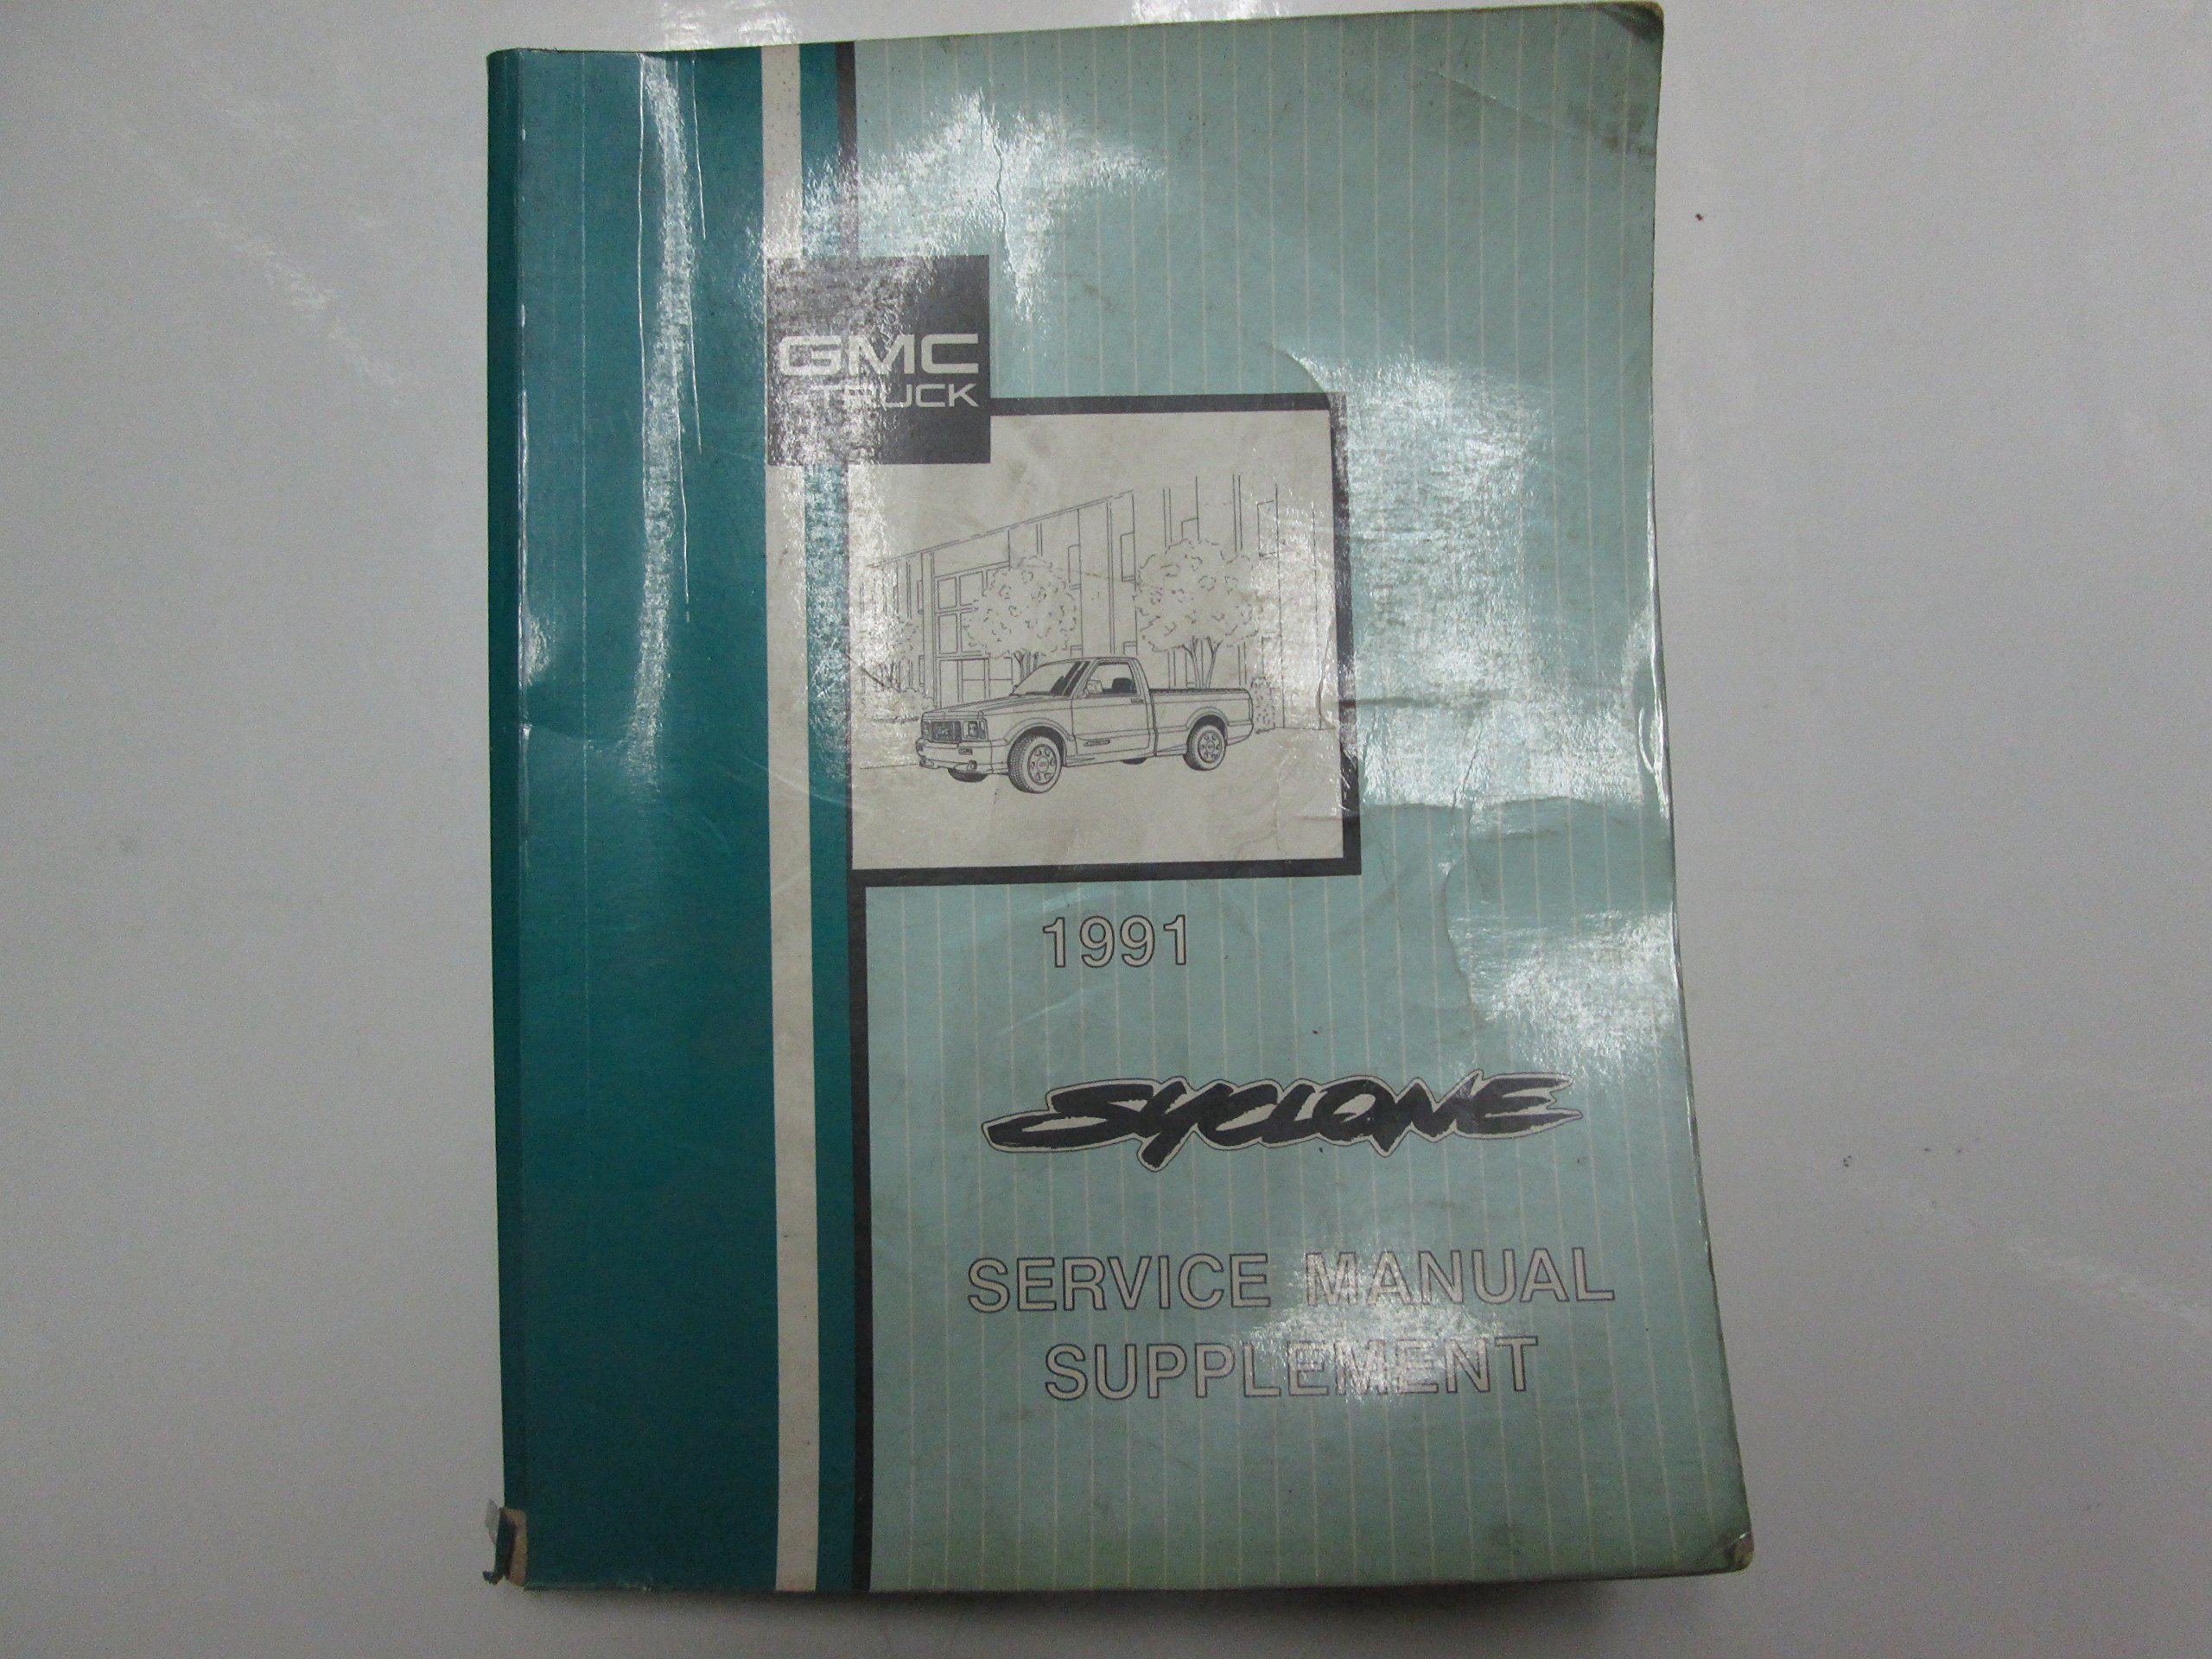 GMC
TRUCK
1991
SYCLONE
SERVICE MANUAL
SUPPLEMENT